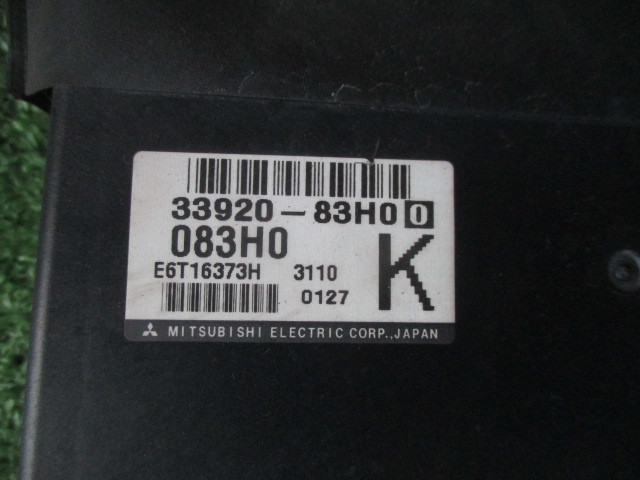 33920-83H0 0
083H0
K
E6T16373H 3110
0127
MITSUBISHI ELECTRIC CORP.,JAPAN